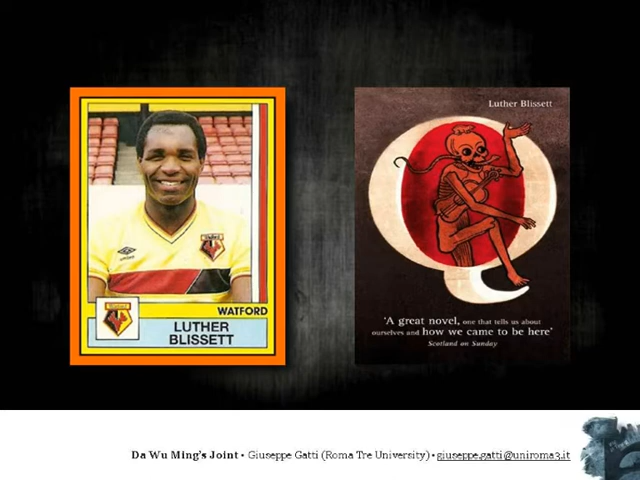 WATFORD
LUTHER
BLISSETT
Luther Blissett
Q
'A great novel, one that tells us about
ourselves and how we came to be here'
Scotland on Sunday
Da Wu Ming's Joint • Giuseppe Gatti (Roma Tre University) • giuseppe.gatti@uniroma3.it